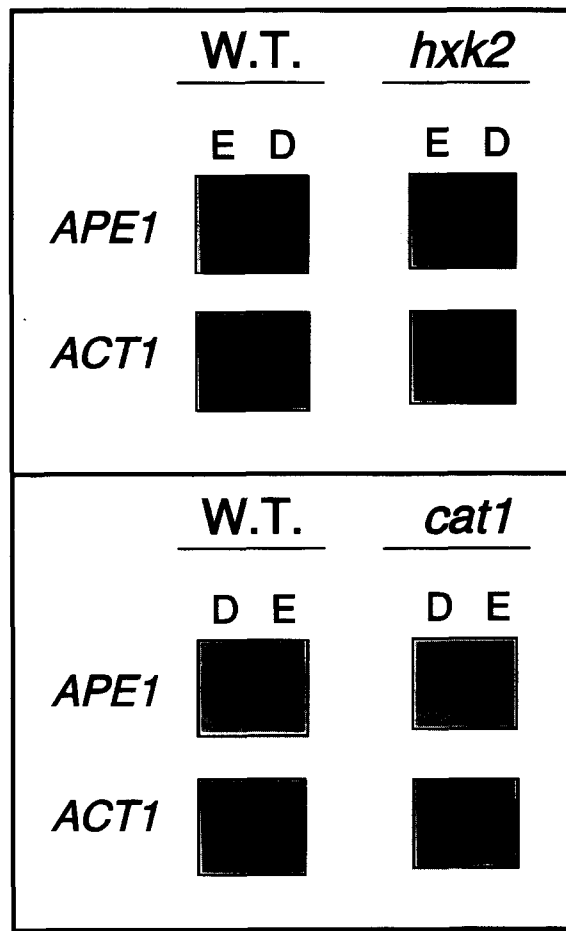 W.T. hxk2
E D E D
APE1
ACT1
W.T. cat1
D E D E
APE1
ACT1